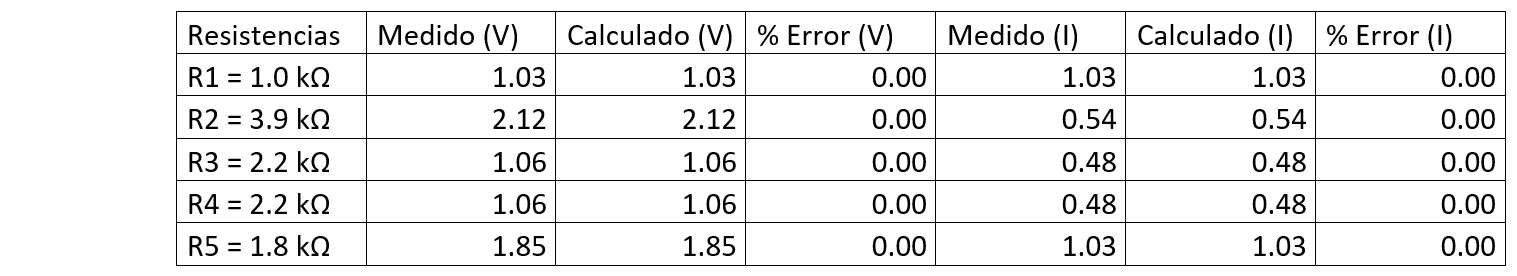 Resistencias Medido (V) Calculado (V) % Error (V) Medido (I) Calculado (I) % Error (I)
R1 = 1.0 kΩ 1.03 1.03 0.00 1.03 1.03 0.00
R2 = 3.9 kΩ 2.12 2.12 0.00 0.54 0.54 0.00
R3 = 2.2 kΩ 1.06 1.06 0.00 0.48 0.48 0.00
R4 = 2.2 kΩ 1.06 1.06 0.00 0.48 0.48 0.00
R5 = 1.8 kΩ 1.85 1.85 0.00 1.03 1.03 0.00